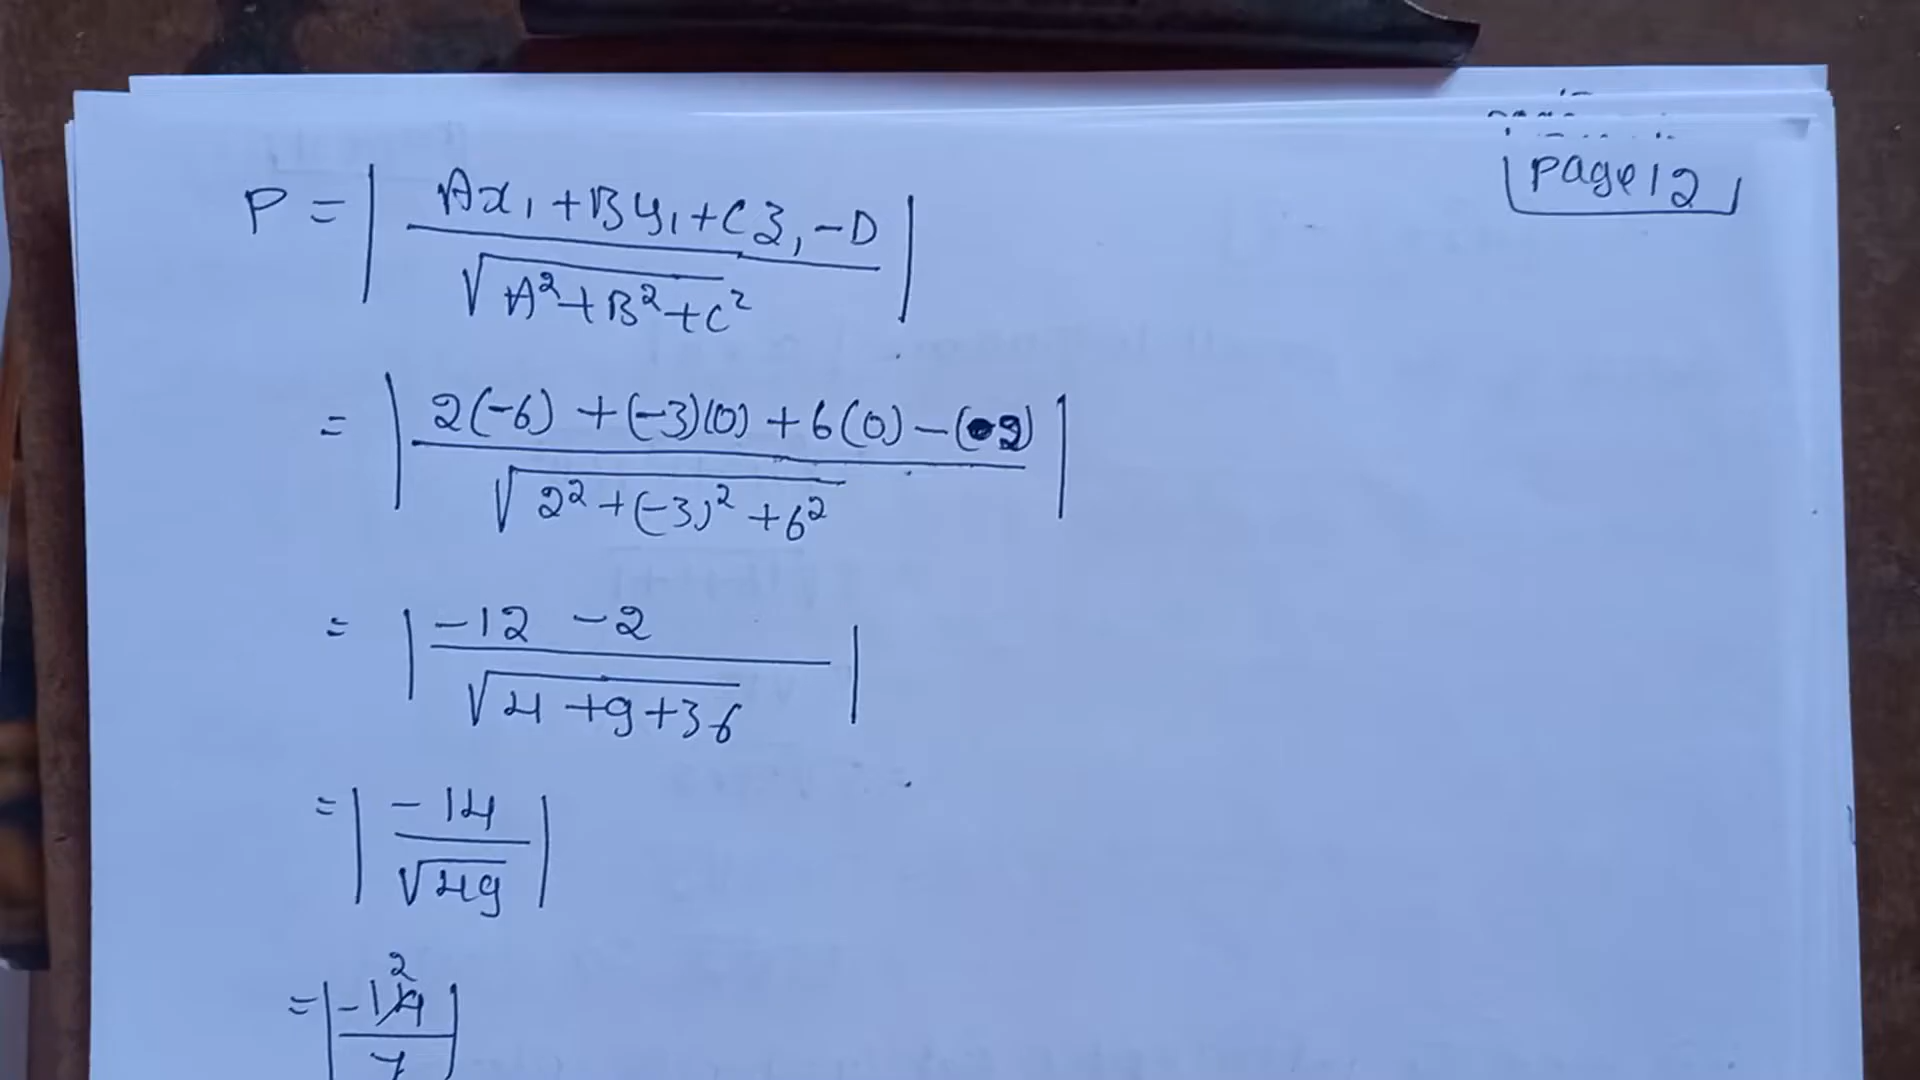 page 12
P = | Ax₁ + By₁ + Cz₁ - D / √A² + B² + C² |
= | 2(-6) + (-3)(0) + 6(0) - (2) / √2² + (-3)² + 6² |
= | -12 -2 / √4 + 9 + 36 |
= | -14 / √49 |
= | -14 2 / 7 |